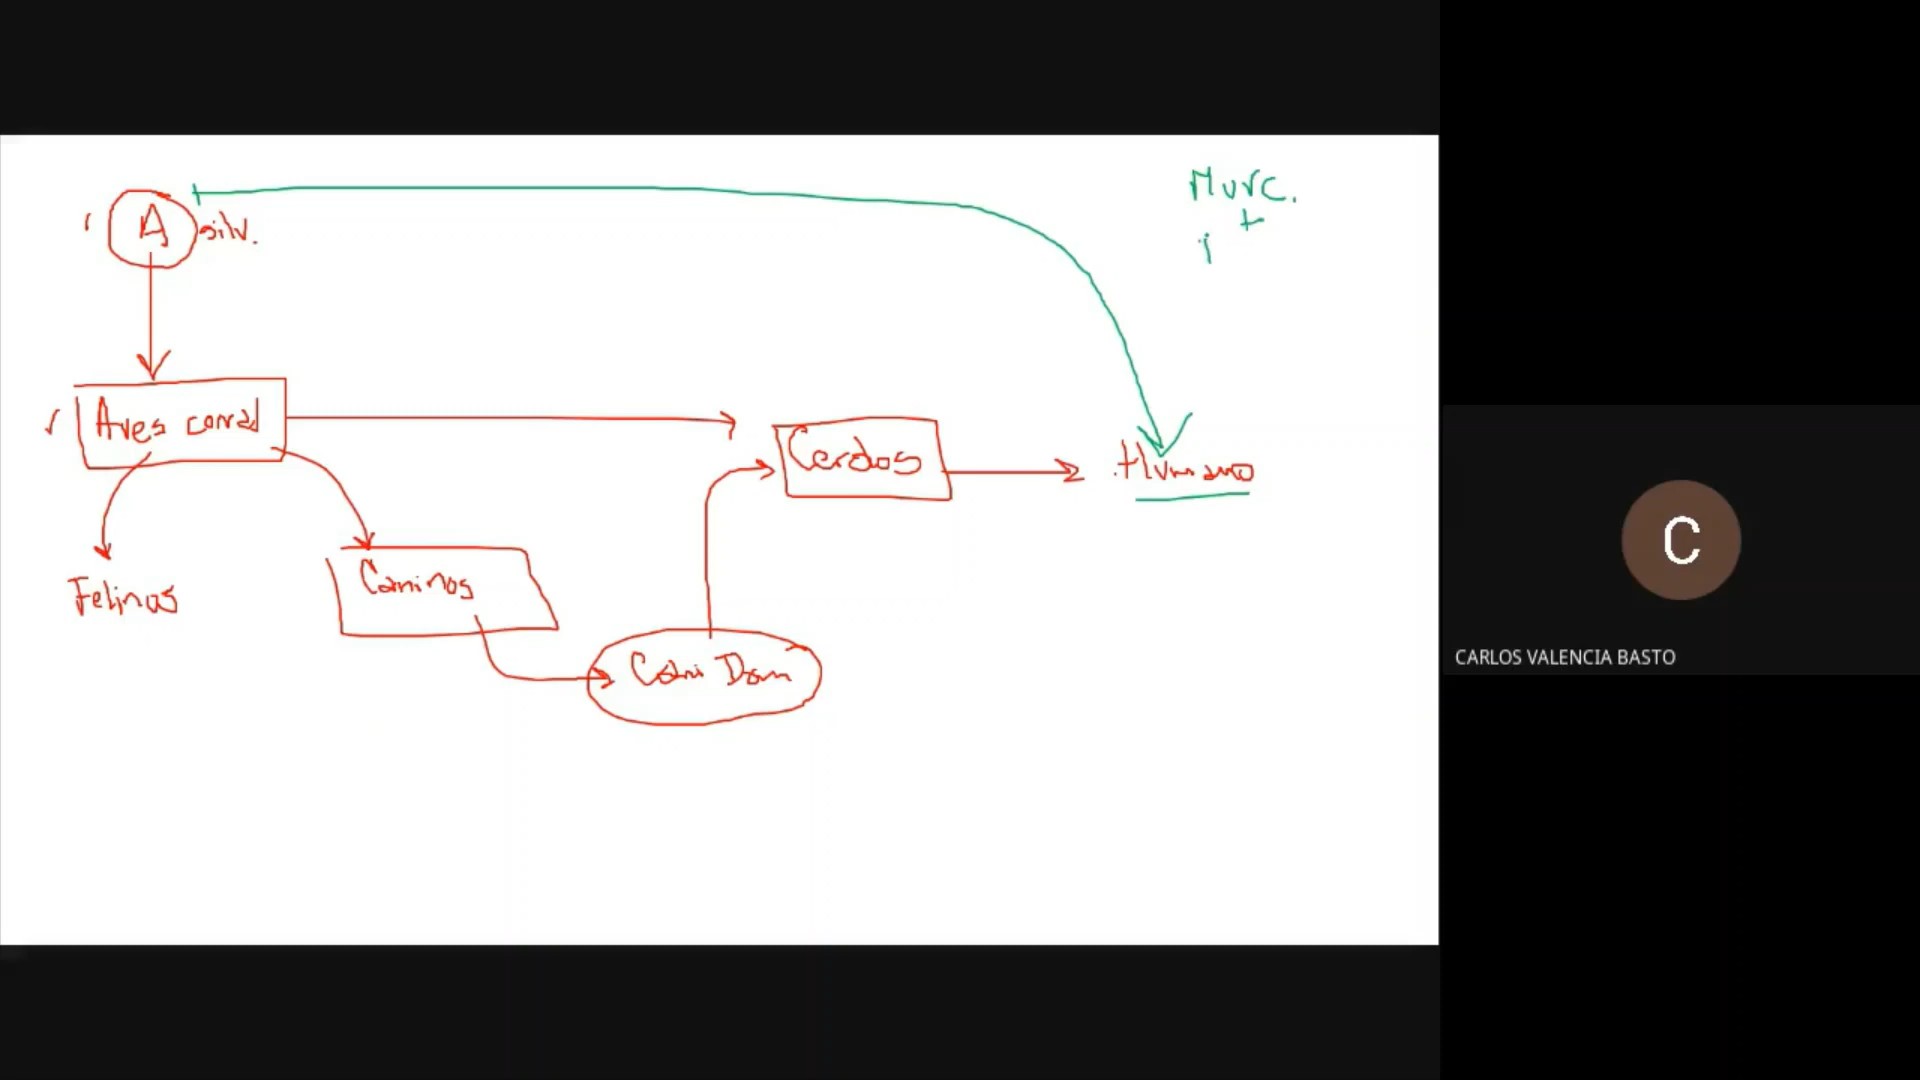 Murc.
+
A silv.
i
Aves corral
Cerdos
Humano
Caninos
Felinos
Cani Dom
C
CARLOS VALENCIA BASTO